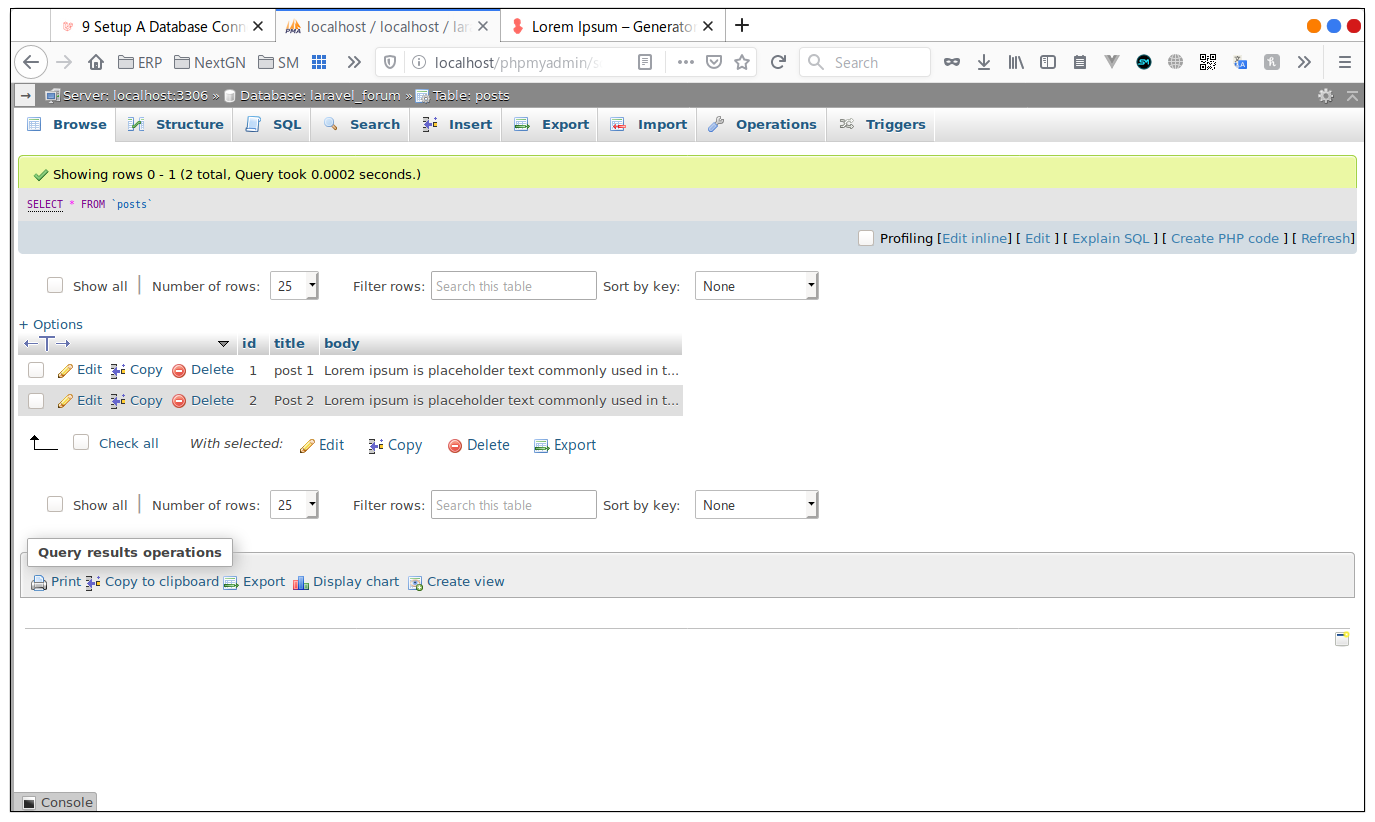 9 Setup A Database Conn
localhost / localhost / lar
Lorem Ipsum – Generator
ERP NextGN SM localhost/phpmyadmin/s Search
Server: localhost:3306 » Database: laravel_forum » Table: posts
Browse Structure SQL Search Insert Export Import Operations Triggers
Showing rows 0 - 1 (2 total, Query took 0.0002 seconds.)
SELECT * FROM `posts`
Profiling [Edit inline] [ Edit ] [ Explain SQL ] [ Create PHP code ] [ Refresh]
Show all | Number of rows: 25 Filter rows: Search this table Sort by key: None
+ Options
←T→ id title body
Edit Copy Delete 1 post 1 Lorem ipsum is placeholder text commonly used in t...
Edit Copy Delete 2 Post 2 Lorem ipsum is placeholder text commonly used in t...
Check all With selected: Edit Copy Delete Export
Show all | Number of rows: 25 Filter rows: Search this table Sort by key: None
Query results operations
Print Copy to clipboard Export Display chart Create view
Console